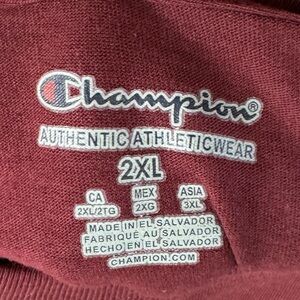 Champion®
AUTHENTIC ATHLETICWEAR
2XL
CA MEX ASIA
2XL/2TG 2XG 3XL
MADE IN EL SALVADOR
FABRIQUÉ AU SALVADOR
HECHO EN EL SALVADOR
CHAMPION.COM